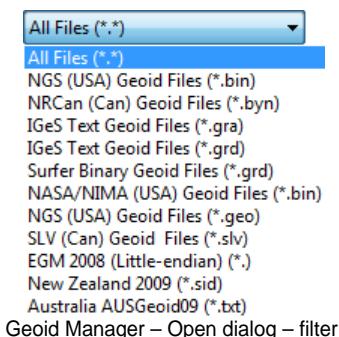 All Files (*.*)
All Files (*.*)
NGS (USA) Geoid Files (*.bin)
NRCan (Can) Geoid Files (*.byn)
IGeS Text Geoid Files (*.gra)
IGeS Text Geoid Files (*.grd)
Surfer Binary Geoid Files (*.grd)
NASA/NIMA (USA) Geoid Files (*.bin)
NGS (USA) Geoid Files (*.geo)
SLV (Can) Geoid  Files (*.slv)
EGM 2008 (Little-endian) (*.)
New Zealand 2009 (*.sid)
Australia AUSGeoid09 (*.txt)
Geoid Manager – Open dialog – filter